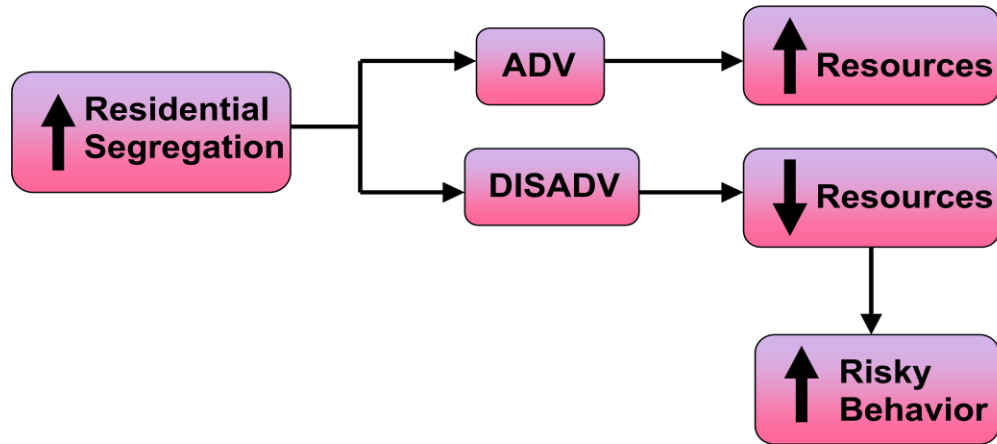 Residential
Segregation
ADV
Resources
DISADV
Resources
Risky
Behavior